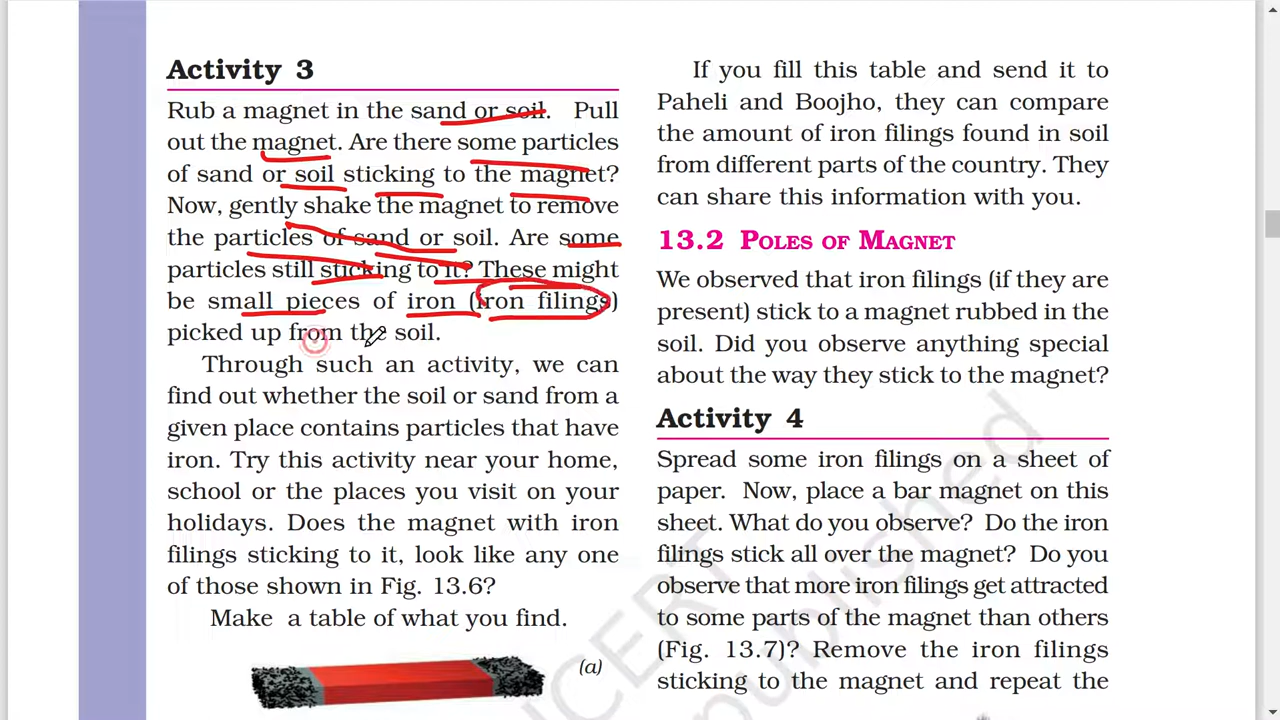 Activity 3
Rub a magnet in the sand or soil. Pull
out the magnet. Are there some particles
of sand or soil sticking to the magnet?
Now, gently shake the magnet to remove
the particles of sand or soil. Are some
particles still sticking to it? These might
be small pieces of iron (iron filings)
picked up from the soil.
Through such an activity, we can
find out whether the soil or sand from a
given place contains particles that have
iron. Try this activity near your home,
school or the places you visit on your
holidays. Does the magnet with iron
filings sticking to it, look like any one
of those shown in Fig. 13.6?
Make a table of what you find.
(a)
If you fill this table and send it to
Paheli and Boojho, they can compare
the amount of iron filings found in soil
from different parts of the country. They
can share this information with you.
13.2 POLES OF MAGNET
We observed that iron filings (if they are
present) stick to a magnet rubbed in the
soil. Did you observe anything special
about the way they stick to the magnet?
Activity 4
Spread some iron filings on a sheet of
paper. Now, place a bar magnet on this
sheet. What do you observe? Do the iron
filings stick all over the magnet? Do you
observe that more iron filings get attracted
to some parts of the magnet than others
(Fig. 13.7)? Remove the iron filings
sticking to the magnet and repeat the
NCERT
published